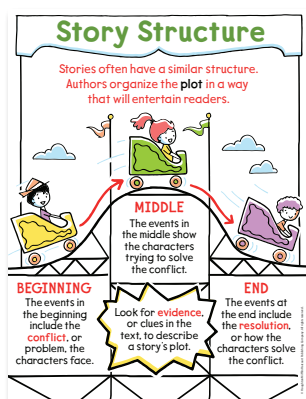 Story Structure
Stories often have a similar structure.
Authors organize the plot in a way
that will entertain readers.
MIDDLE
The events in
the middle show
the characters
trying to solve
the conflict.
BEGINNING
The events in
the beginning
include the
conflict, or
problem, the
characters face.
Look for evidence,
or clues in the
text, to describe
a story's plot.
END
The events at
the end include
the resolution,
or how the
characters solve
the conflict.